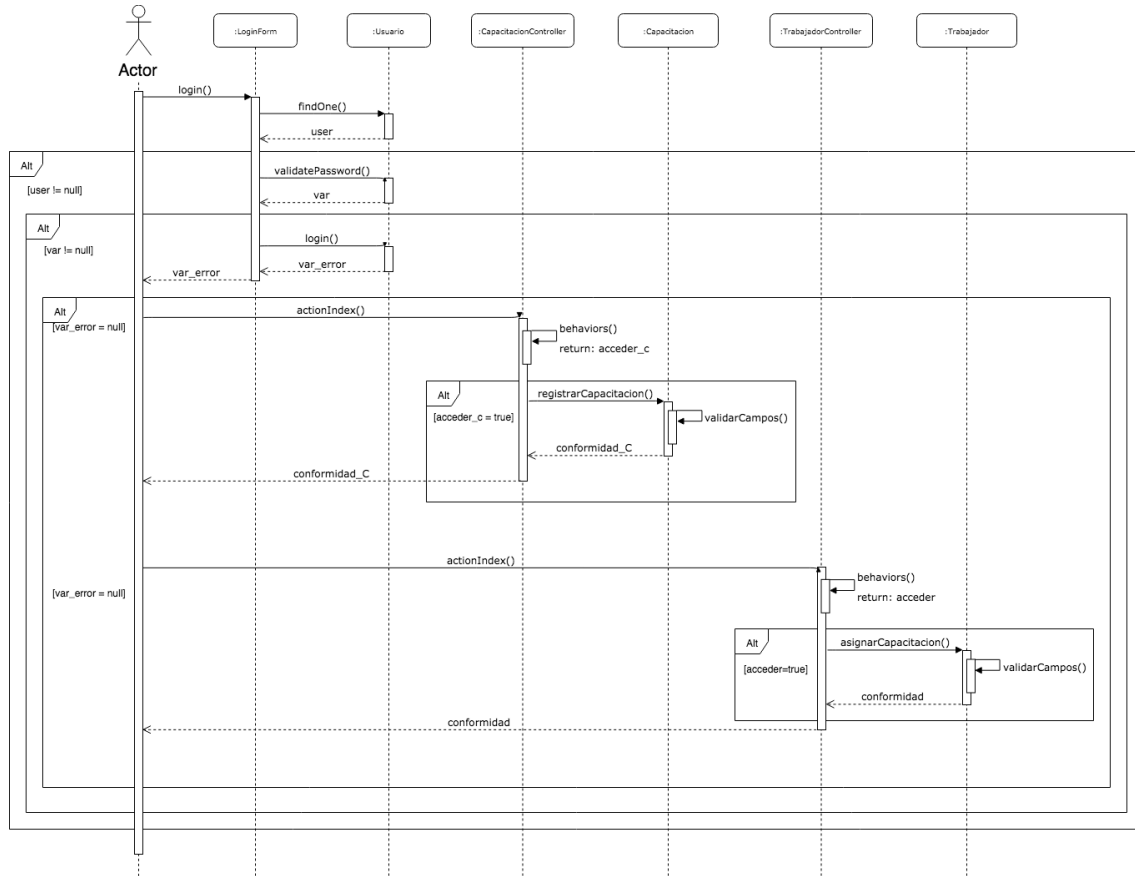 :LoginForm
:Usuario
:CapacitacionController
:Capacitacion
:TrabajadorController
:Trabajador
Actor
login()
findOne()
user
Alt
[user != null]
validatePassword()
var
Alt
[var != null]
login()
var_error
var_error
Alt
[var_error = null]
actionIndex()
behaviors()
return: acceder_c
Alt
[acceder_c = true]
registrarCapacitacion()
validarCampos()
conformidad_C
conformidad_C
actionIndex()
[var_error = null]
behaviors()
return: acceder
Alt
[acceder=true]
asignarCapacitacion()
validarCampos()
conformidad
conformidad